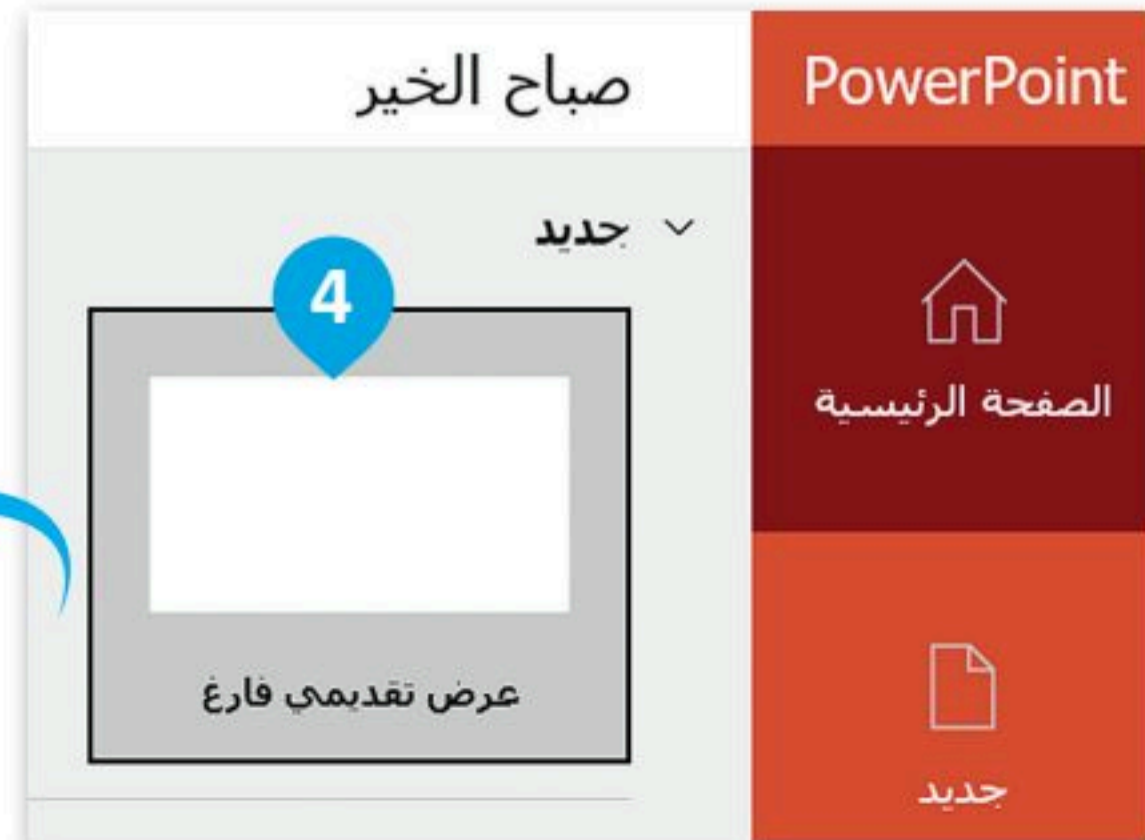 PowerPoint
صباح الخير
جديد
4
عرض تقديمي فارغ
الصفحة الرئيسية
جديد